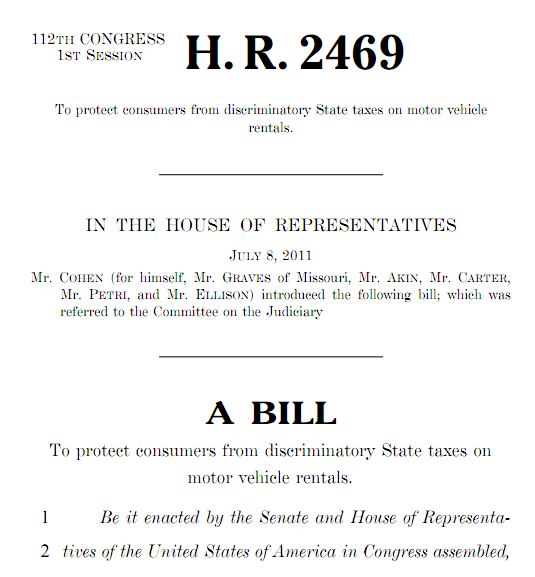 112TH CONGRESS
1ST SESSION
H. R. 2469
To protect consumers from discriminatory State taxes on motor vehicle
rentals.
IN THE HOUSE OF REPRESENTATIVES
JULY 8, 2011
Mr. COHEN (for himself, Mr. GRAVES of Missouri, Mr. AKIN, Mr. CARTER,
Mr. PETRI, and Mr. ELLISON) introduced the following bill; which was
referred to the Committee on the Judiciary
A BILL
To protect consumers from discriminatory State taxes on
motor vehicle rentals.
1 Be it enacted by the Senate and House of Representa-
2 tives of the United States of America in Congress assembled,